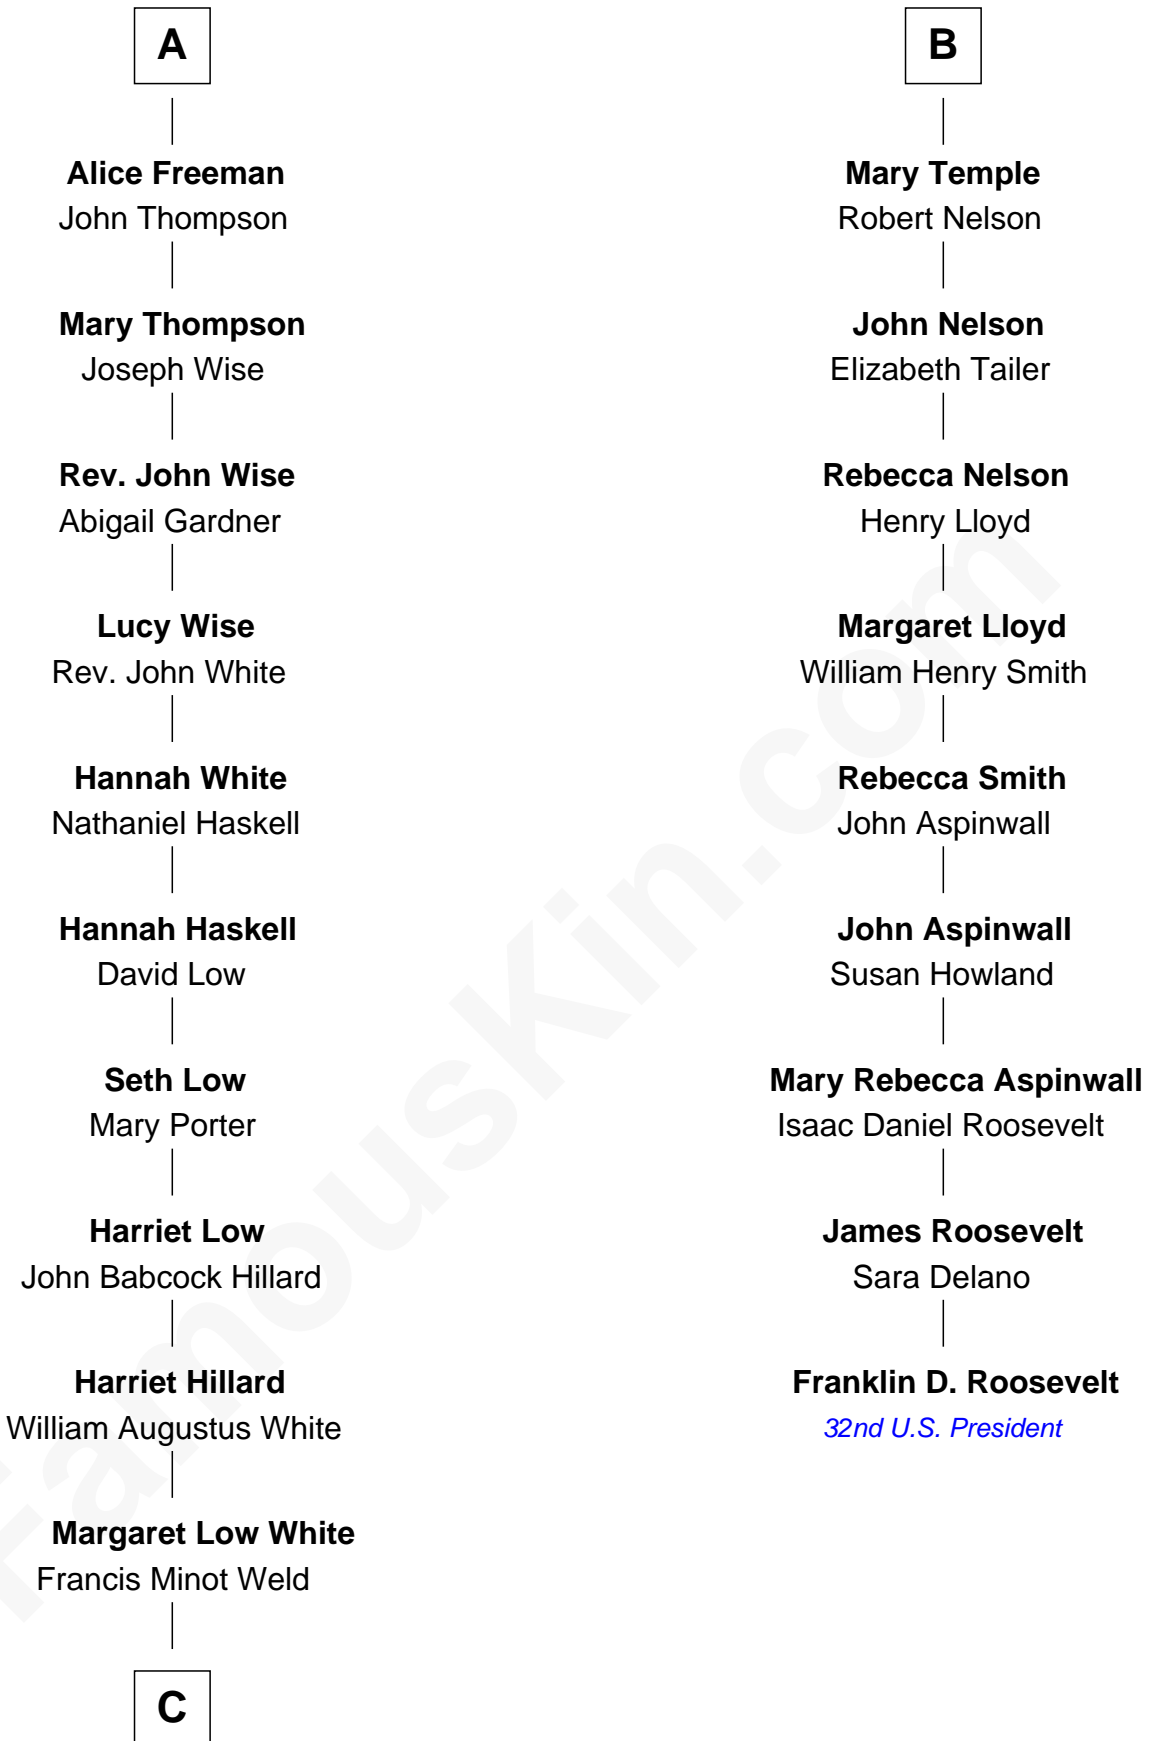 A
Alice Freeman
John Thompson
Mary Thompson
Joseph Wise
Rev. John Wise
Abigail Gardner
Lucy Wise
Rev. John White
Hannah White
Nathaniel Haskell
Hannah Haskell
David Low
Seth Low
Mary Porter
Harriet Low
John Babcock Hillard
Harriet Hillard
William Augustus White
Margaret Low White
Francis Minot Weld
C
B
Mary Temple
Robert Nelson
John Nelson
Elizabeth Tailer
Rebecca Nelson
Henry Lloyd
Margaret Lloyd
William Henry Smith
Rebecca Smith
John Aspinwall
John Aspinwall
Susan Howland
Mary Rebecca Aspinwall
Isaac Daniel Roosevelt
James Roosevelt
Sara Delano
Franklin D. Roosevelt
32nd U.S. President
FamousKin.com